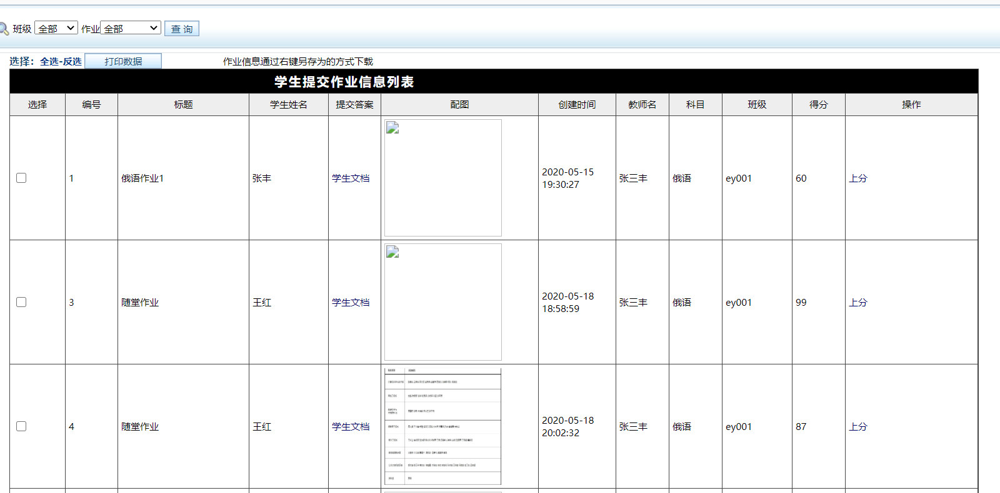 班级 全部 作业 全部 查 询
选择：全选-反选 打印数据 作业信息通过右键另存为的方式下载
学生提交作业信息列表
选择 编号 标题 学生姓名 提交答案 配图 创建时间 教师名 科目 班级 得分 操作
1 俄语作业1 张丰 学生文档 2020-05-15 19:30:27 张三丰 俄语 ey001 60 上分
3 随堂作业 王红 学生文档 2020-05-18 18:58:59 张三丰 俄语 ey001 99 上分
4 随堂作业 王红 学生文档 2020-05-18 20:02:32 张三丰 俄语 ey001 87 上分